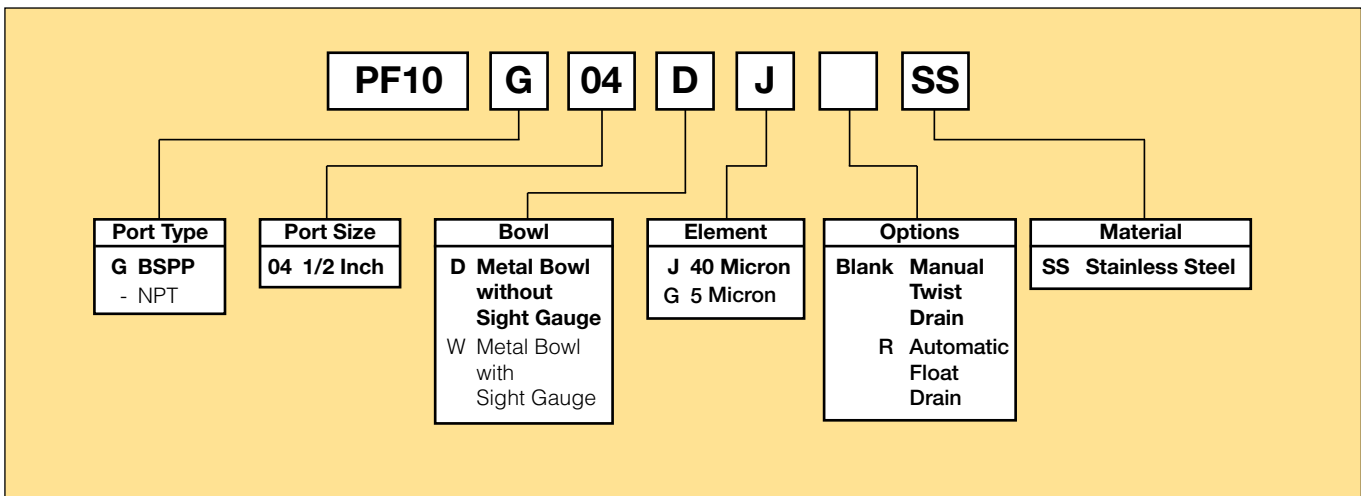 PF10 G 04 D J SS
Port Type
G BSPP
- NPT
Port Size
04 1/2 Inch
Bowl
D Metal Bowl
without
Sight Gauge
W Metal Bowl
with
Sight Gauge
Element
J 40 Micron
G 5 Micron
Options
Blank Manual
Twist
Drain
R Automatic
Float
Drain
Material
SS Stainless Steel